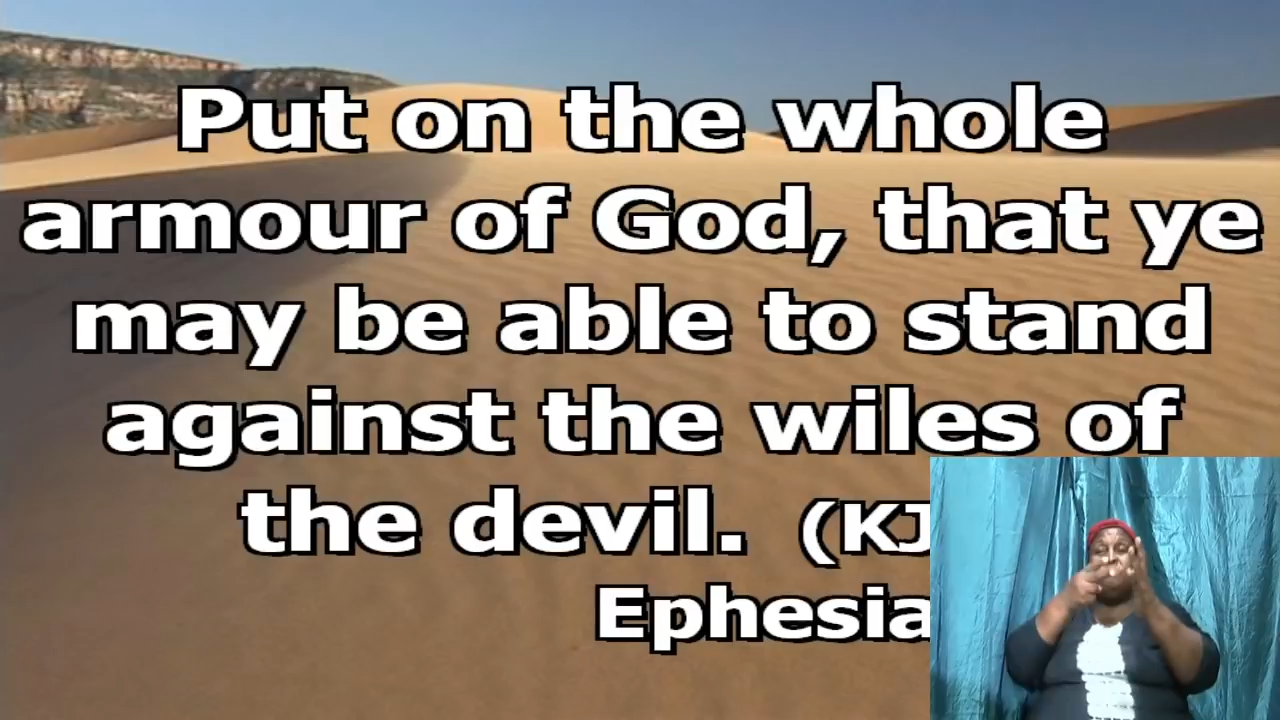 Put on the whole
armour of God, that ye
may be able to stand
against the wiles of
the devil. (KJ
Ephesia